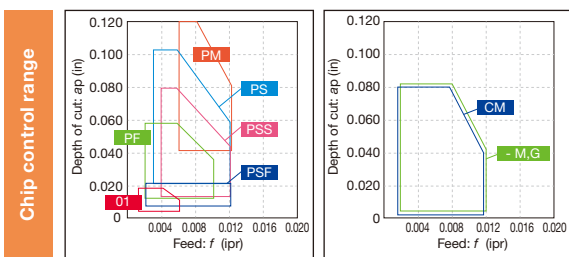 Chip control range
Depth of cut: ap (in)
0.120
0.100
0.080
0.060
0.040
0.020
0
PM
PS
PSS
PF
PSF
01
0.004 0.008 0.012 0.016 0.020
Feed: f (ipr)
Depth of cut: ap (in)
0.120
0.100
0.080
0.060
0.040
0.020
0
CM
- M,G
0.004 0.008 0.012 0.016 0.020
Feed: f (ipr)